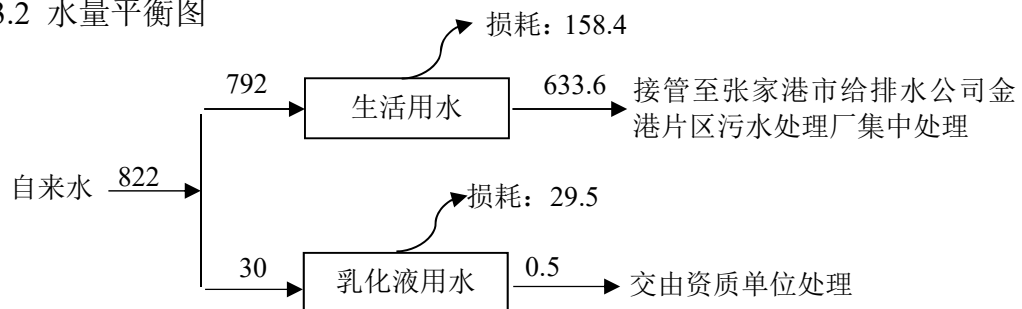 3.2 水量平衡图
损耗：158.4
792
生活用水
633.6
接管至张家港市给排水公司金
港片区污水处理厂集中处理
自来水
822
损耗：29.5
30
乳化液用水
0.5
交由资质单位处理